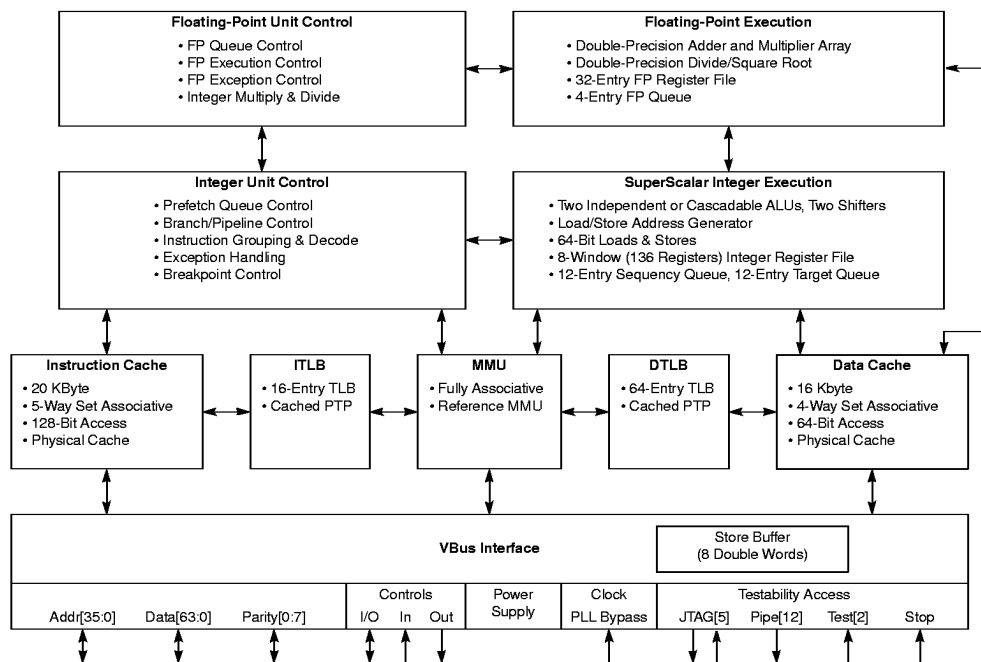 Floating-Point Unit Control
• FP Queue Control
• FP Execution Control
• FP Exception Control
• Integer Multiply & Divide
Floating-Point Execution
• Double-Precision Adder and Multiplier Array
• Double-Precision Divide/Square Root
• 32-Entry FP Register File
• 4-Entry FP Queue
Integer Unit Control
• Prefetch Queue Control
• Branch/Pipeline Control
• Instruction Grouping & Decode
• Exception Handling
• Breakpoint Control
SuperScalar Integer Execution
• Two Independent or Cascadable ALUs, Two Shifters
• Load/Store Address Generator
• 64-Bit Loads & Stores
• 8-Window (136 Registers) Integer Register File
• 12-Entry Sequency Queue, 12-Entry Target Queue
Instruction Cache
• 20 KByte
• 5-Way Set Associative
• 128-Bit Access
• Physical Cache
ITLB
• 16-Entry TLB
• Cached PTP
MMU
• Fully Associative
• Reference MMU
DTLB
• 64-Entry TLB
• Cached PTP
Data Cache
• 16 Kbyte
• 4-Way Set Associative
• 64-Bit Access
• Physical Cache
VBus Interface
Store Buffer
(8 Double Words)
Addr[35:0] Data[63:0] Parity[0:7]
Controls
I/O In Out
Power
Supply
Clock
PLL Bypass
Testability Access
JTAG[5] Pipe[12] Test[2] Stop